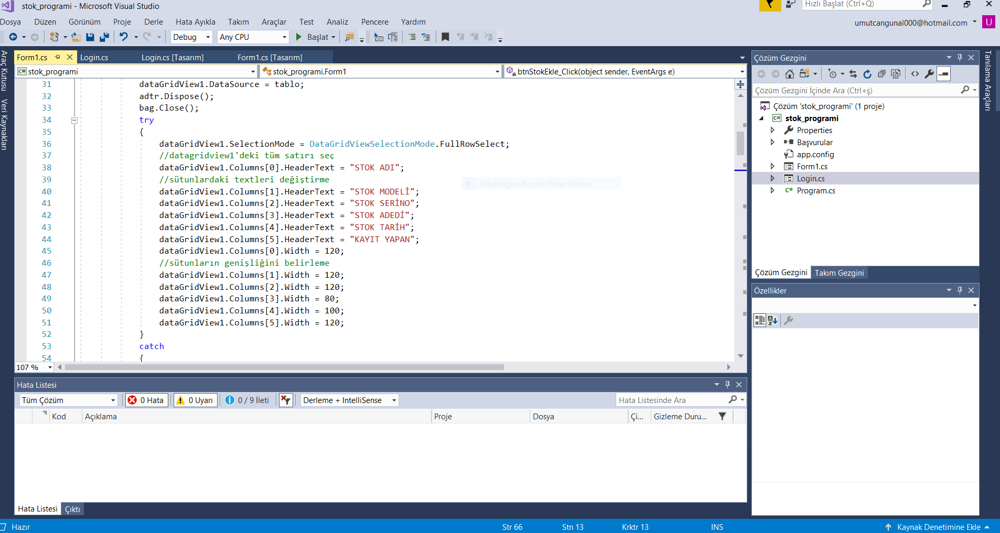 stok_programi - Microsoft Visual Studio
Hızlı Başlat (Ctrl+Q)
Dosya Düzen Görünüm Proje Derle Hata Ayıkla Takım Araçlar Test Analiz Pencere Yardım
umutcangunal000@hotmail.com U
Debug Any CPU Başlat
Araç Kutusu
Veri Kaynakları
Form1.cs Login.cs Login.cs [Tasarım] Form1.cs [Tasarım]
stok_programi stok_programi.Form1 btnStokEkle_Click(object sender, EventArgs e)
31 dataGridView1.DataSource = tablo;
32 adtr.Dispose();
33 bag.Close();
34 try
35 {
36 dataGridView1.SelectionMode = DataGridViewSelectionMode.FullRowSelect;
37 //datagridview1'deki tüm satırı seç
38 dataGridView1.Columns[0].HeaderText = "STOK ADI";
39 //sütunlardaki textleri değiştirme
40 dataGridView1.Columns[1].HeaderText = "STOK MODELİ";
41 dataGridView1.Columns[2].HeaderText = "STOK SERİNO";
42 dataGridView1.Columns[3].HeaderText = "STOK ADEDİ";
43 dataGridView1.Columns[4].HeaderText = "STOK TARİH";
44 dataGridView1.Columns[5].HeaderText = "KAYIT YAPAN";
45 dataGridView1.Columns[0].Width = 120;
46 //sütunların genişliğini belirleme
47 dataGridView1.Columns[1].Width = 120;
48 dataGridView1.Columns[2].Width = 120;
49 dataGridView1.Columns[3].Width = 80;
50 dataGridView1.Columns[4].Width = 100;
51 dataGridView1.Columns[5].Width = 120;
52 }
53 catch
54 {
Dikdörtgen Biçimli Ekran Alıntısı
107 %
Çözüm Gezgini
Çözüm Gezgini İçinde Ara (Ctrl+ş)
Çözüm 'stok_programi' (1 proje)
C# stok_programi
Properties
Başvurular
app.config
Form1.cs
Login.cs
C# Program.cs
Çözüm Gezgini Takım Gezgini
Özellikler
Tanılama Araçları
Hata Listesi
Tüm Çözüm 0 Hata 0 Uyarı 0 / 9 İleti Derleme + IntelliSense Hata Listesinde Ara
Kod Açıklama Proje Dosya Çi... Gizleme Duru...
Hata Listesi Çıktı
Hazır Str 66 Stn 13 Krktr 13 INS Kaynak Denetimine Ekle